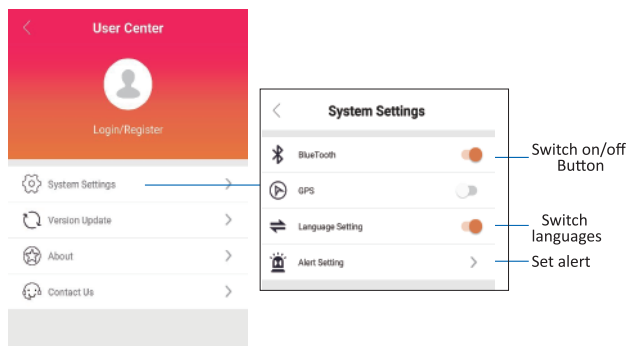 User Center
Login/Register
System Settings
Version Update
About
Contact Us
System Settings
BlueTooth
GPS
Language Setting
Alert Setting
Switch on/off
Button
Switch
languages
Set alert